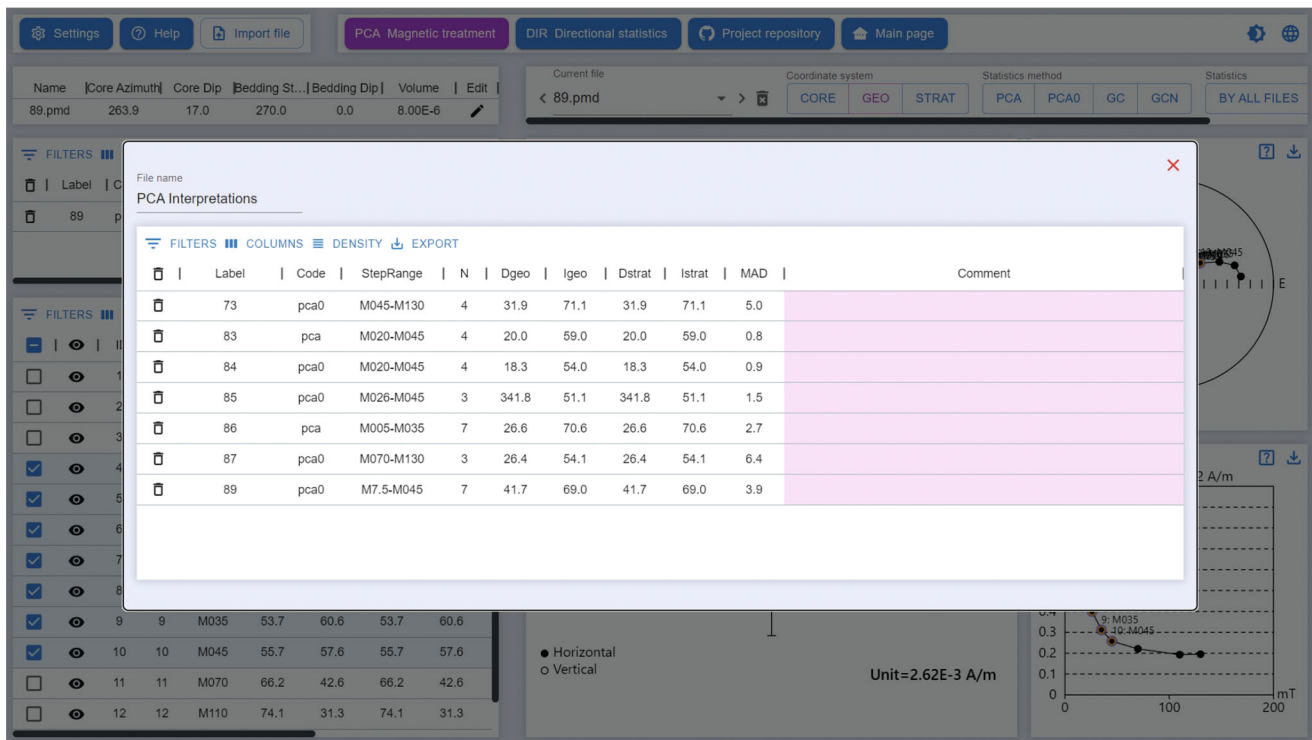 Settings Help Import file PCA Magnetic treatment DIR Directional statistics Project repository Main page
Current file Coordinate system Statistics method Statistics
Name Core Azimuth Core Dip Bedding St... Bedding Dip Volume Edit
89.pmd 263.9 17.0 270.0 0.0 8.00E-6
89.pmd CORE GEO STRAT PCA PCA0 GC GCN BY ALL FILES
FILTERS
Label C
89 p
File name
PCA Interpretations
FILTERS COLUMNS DENSITY EXPORT
Label Code StepRange N Dgeo Igeo Dstrat Istrat MAD Comment
73 pca0 M045-M130 4 31.9 71.1 31.9 71.1 5.0
83 pca M020-M045 4 20.0 59.0 20.0 59.0 0.8
84 pca0 M020-M045 4 18.3 54.0 18.3 54.0 0.9
85 pca0 M026-M045 3 341.8 51.1 341.8 51.1 1.5
86 pca M005-M035 7 26.6 70.6 26.6 70.6 2.7
87 pca0 M070-M130 3 26.4 54.1 26.4 54.1 6.4
89 pca0 M7.5-M045 7 41.7 69.0 41.7 69.0 3.9
E
FILTERS
1
2
3
4
5
6
7
8
9 9 M035 53.7 60.6 53.7 60.6
10 10 M045 55.7 57.6 55.7 57.6
11 11 M070 66.2 42.6 66.2 42.6
12 12 M110 74.1 31.3 74.1 31.3
Horizontal
Vertical
Unit=2.62E-3 A/m
2 A/m
9: M035
10: M045
0.3
0.2
0.1
0
mT
0 100 200